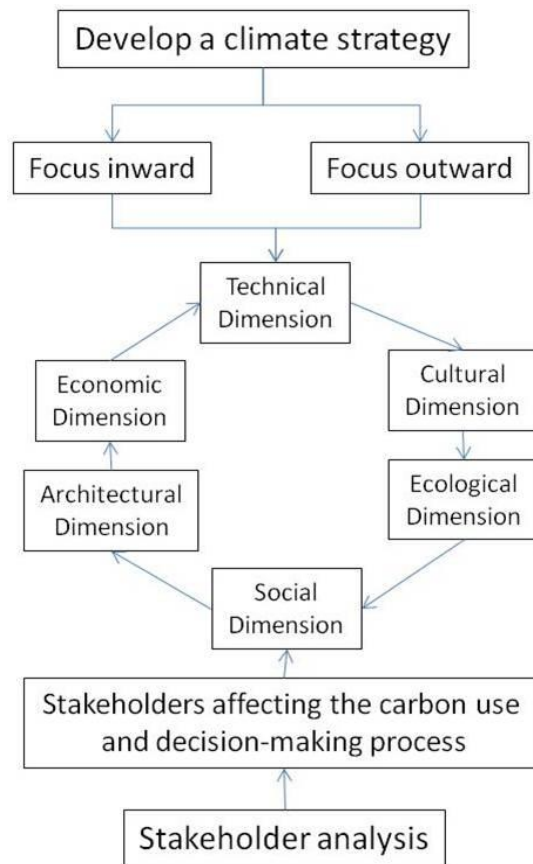 Develop a climate strategy
Focus inward
Focus outward
Technical
Dimension
Economic
Dimension
Cultural
Dimension
Architectural
Dimension
Ecological
Dimension
Social
Dimension
Stakeholders affecting the carbon use
and decision-making process
Stakeholder analysis